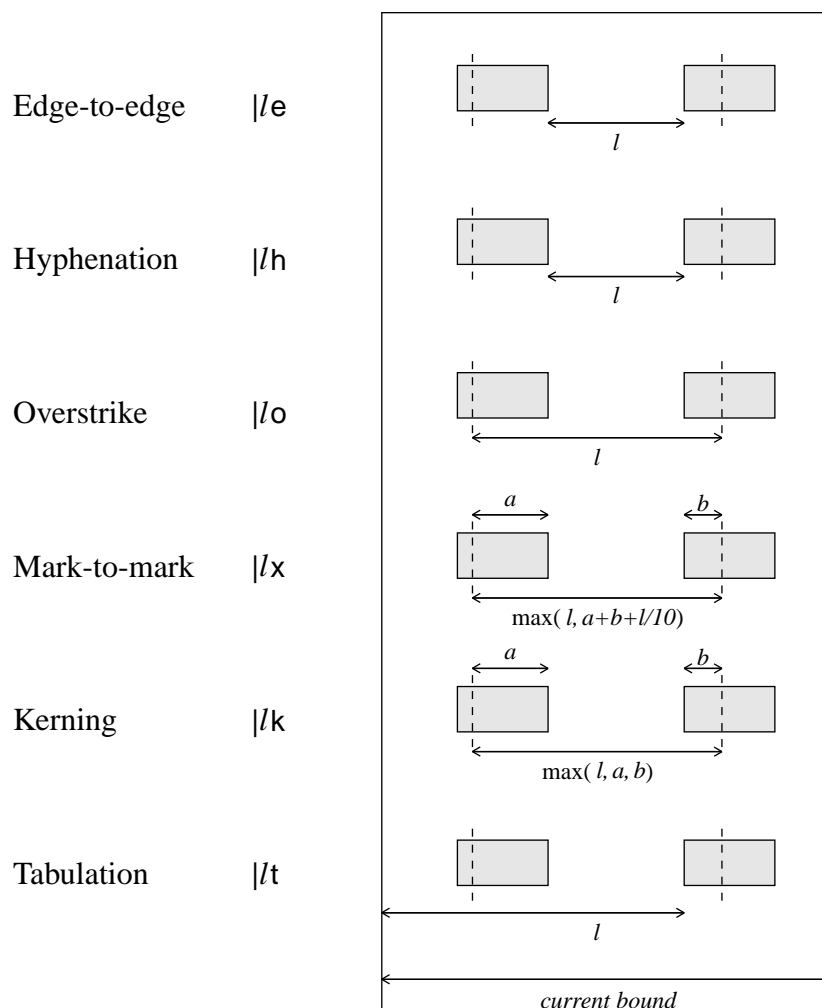 Edge-to-edge |le
l
Hyphenation |lh
l
Overstrike |lo
l
a b
Mark-to-mark |lx
max( l, a+b+l/10)
a b
Kerning |lk
max( l, a, b)
Tabulation |lt
l
current bound